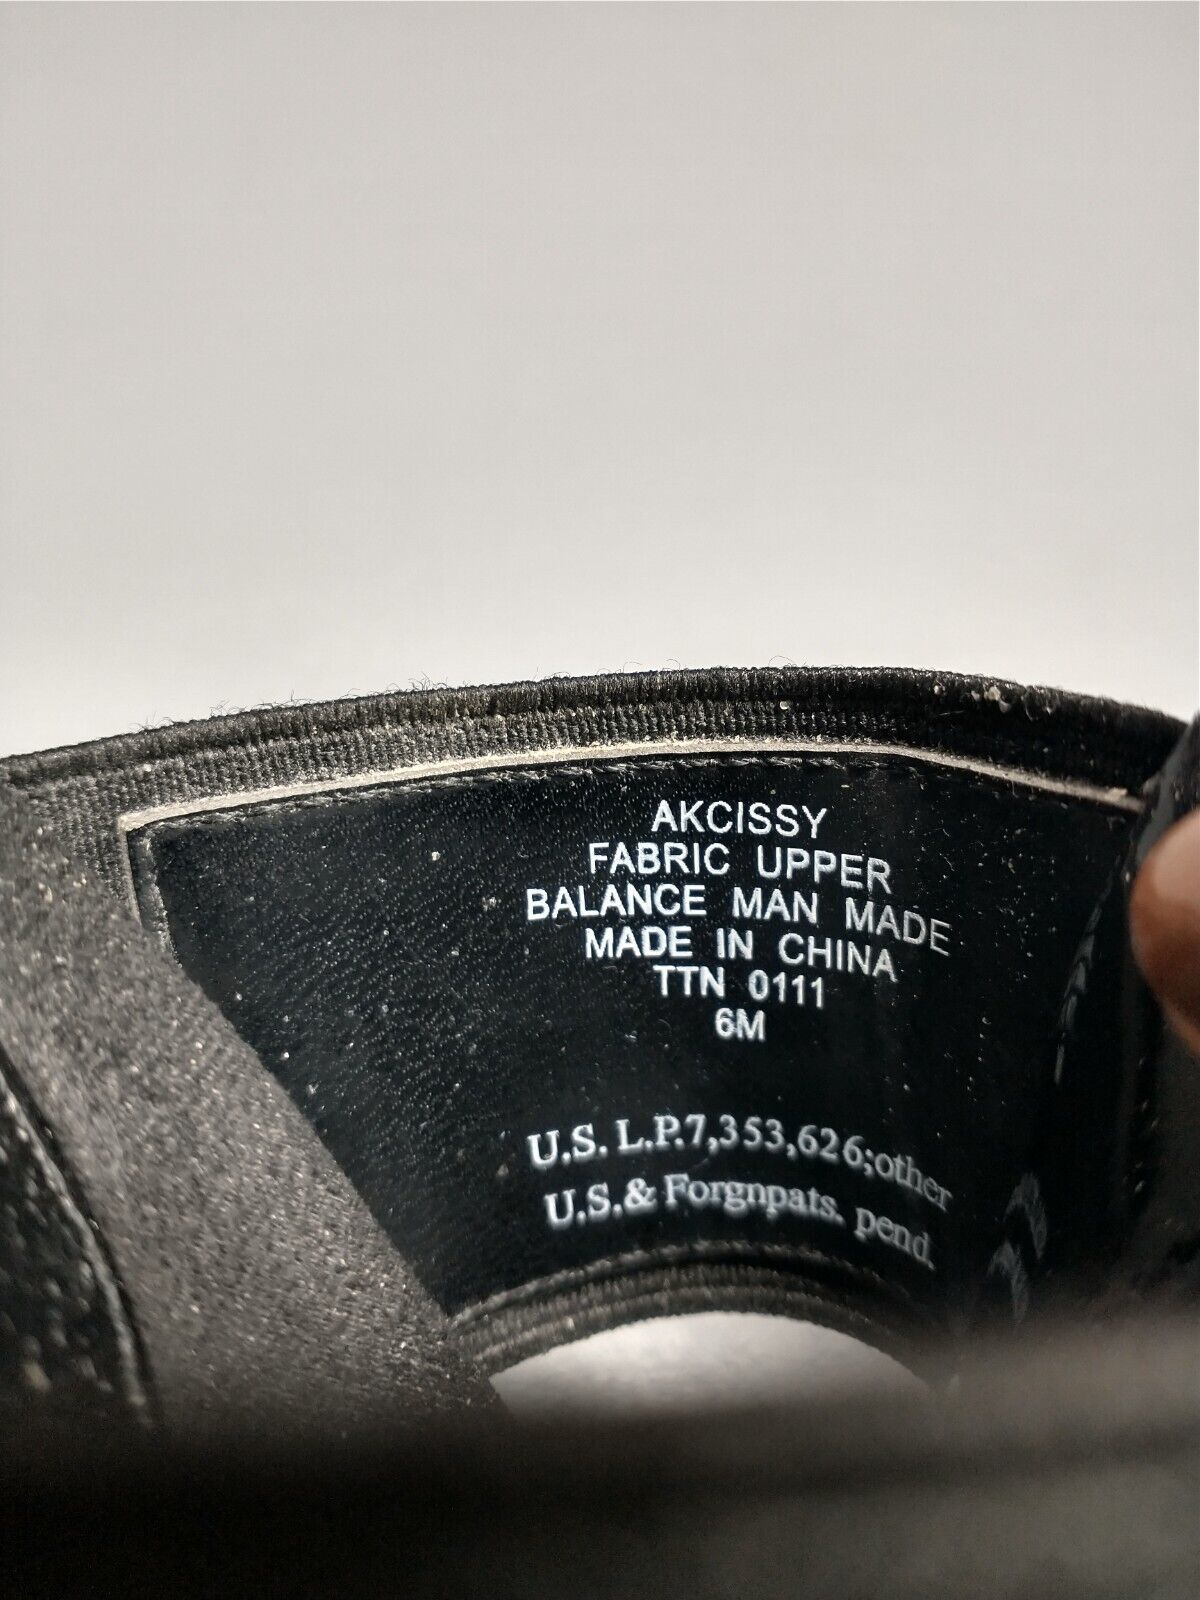 AKCISSY
FABRIC UPPER
BALANCE MAN MADE
MADE IN CHINA
TTN 0111
6M
U.S. L.P.7,353,626;other
U.S.& Forgnpats. pend.